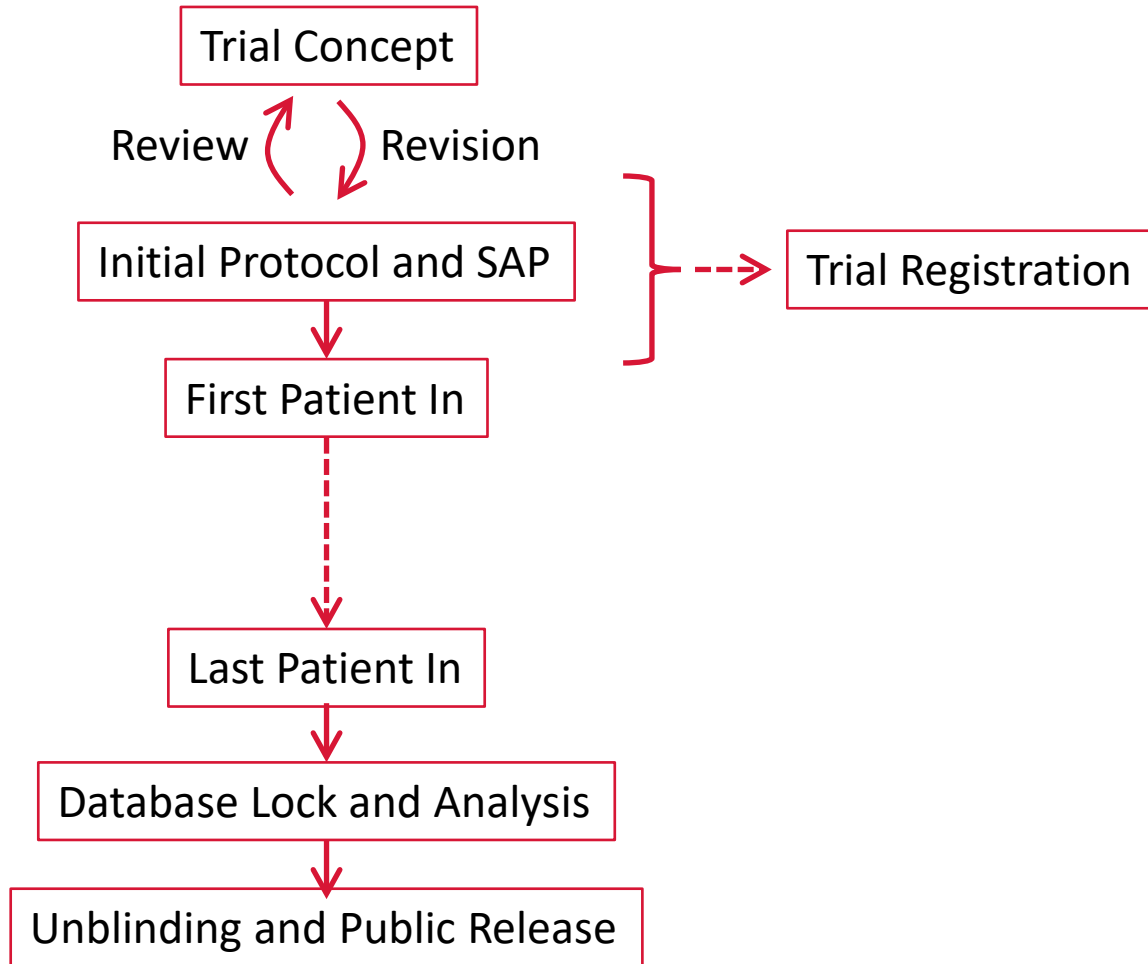 Trial Concept
Review
Revision
Initial Protocol and SAP
Trial Registration
First Patient In
Last Patient In
Database Lock and Analysis
Unblinding and Public Release